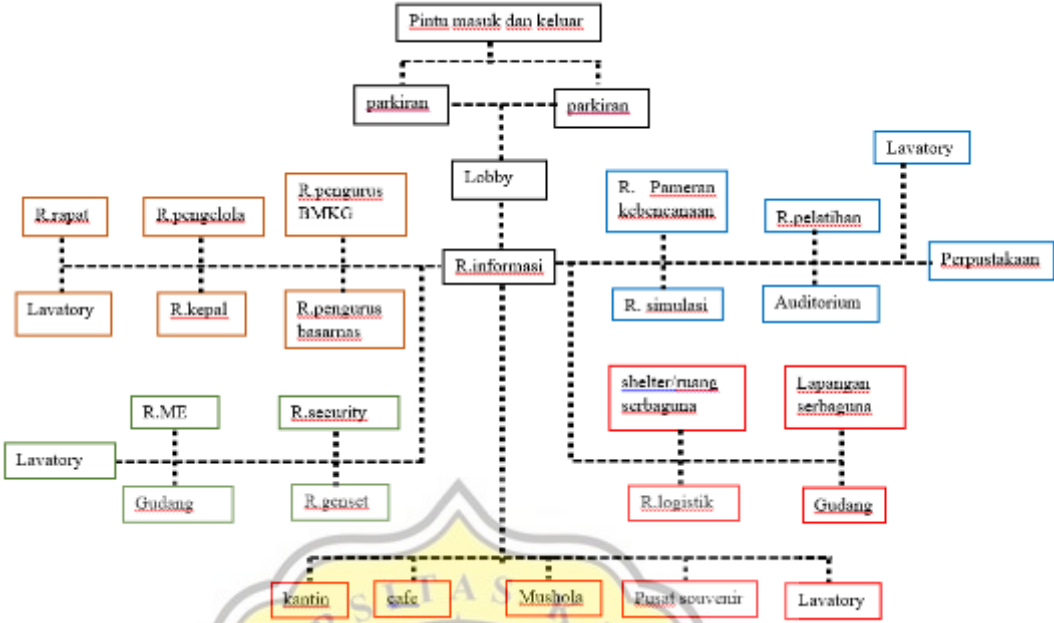 Pintu masuk dan keluar
parkiran
parkiran
Lobby
R.informasi
R.rapat
R.pengelola
R.pengurus
BMKG
Lavatory
R.kepal
R.pengurus
basarnas
R. Pameran
kebencanaan
R.pelatihan
Lavatory
Perpustakaan
R. simulasi
Auditorium
R.ME
R.security
Lavatory
Gudang
R.genset
shelter/ruang
serbaguna
Lapangan
serbaguna
R.logistik
Gudang
kantin
cafe
Mushola
Pusat souvenir
Lavatory